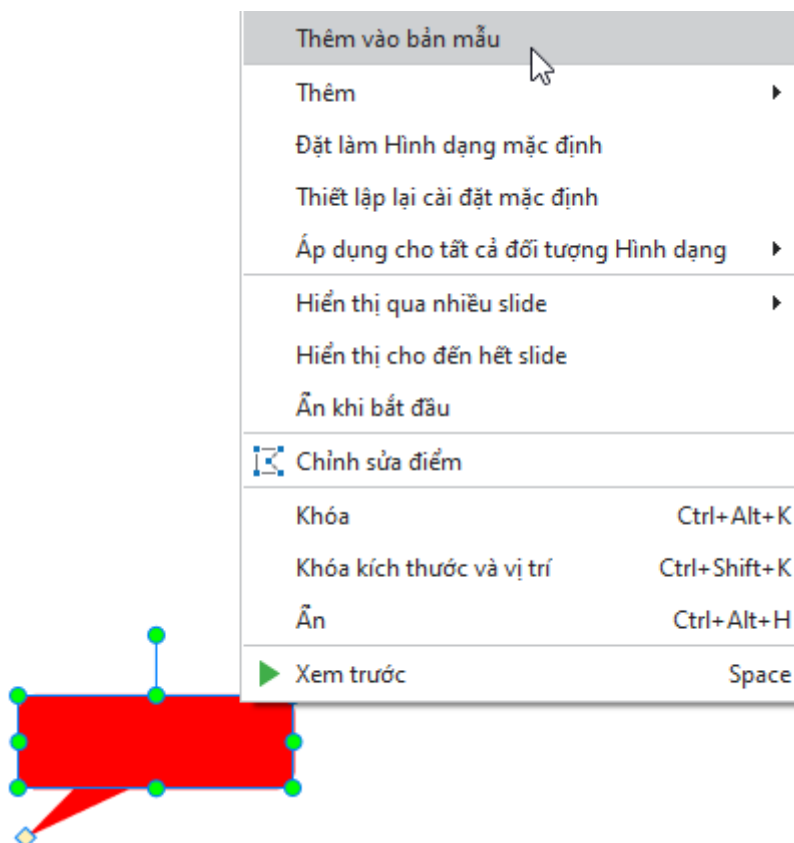 Thêm vào bản mẫu
Thêm
Đặt làm Hình dạng mặc định
Thiết lập lại cài đặt mặc định
Áp dụng cho tất cả đối tượng Hình dạng
Hiển thị qua nhiều slide
Hiển thị cho đến hết slide
Ẩn khi bắt đầu
Chỉnh sửa điểm
Khóa Ctrl+Alt+K
Khóa kích thước và vị trí Ctrl+Shift+K
Ẩn Ctrl+Alt+H
Xem trước Space